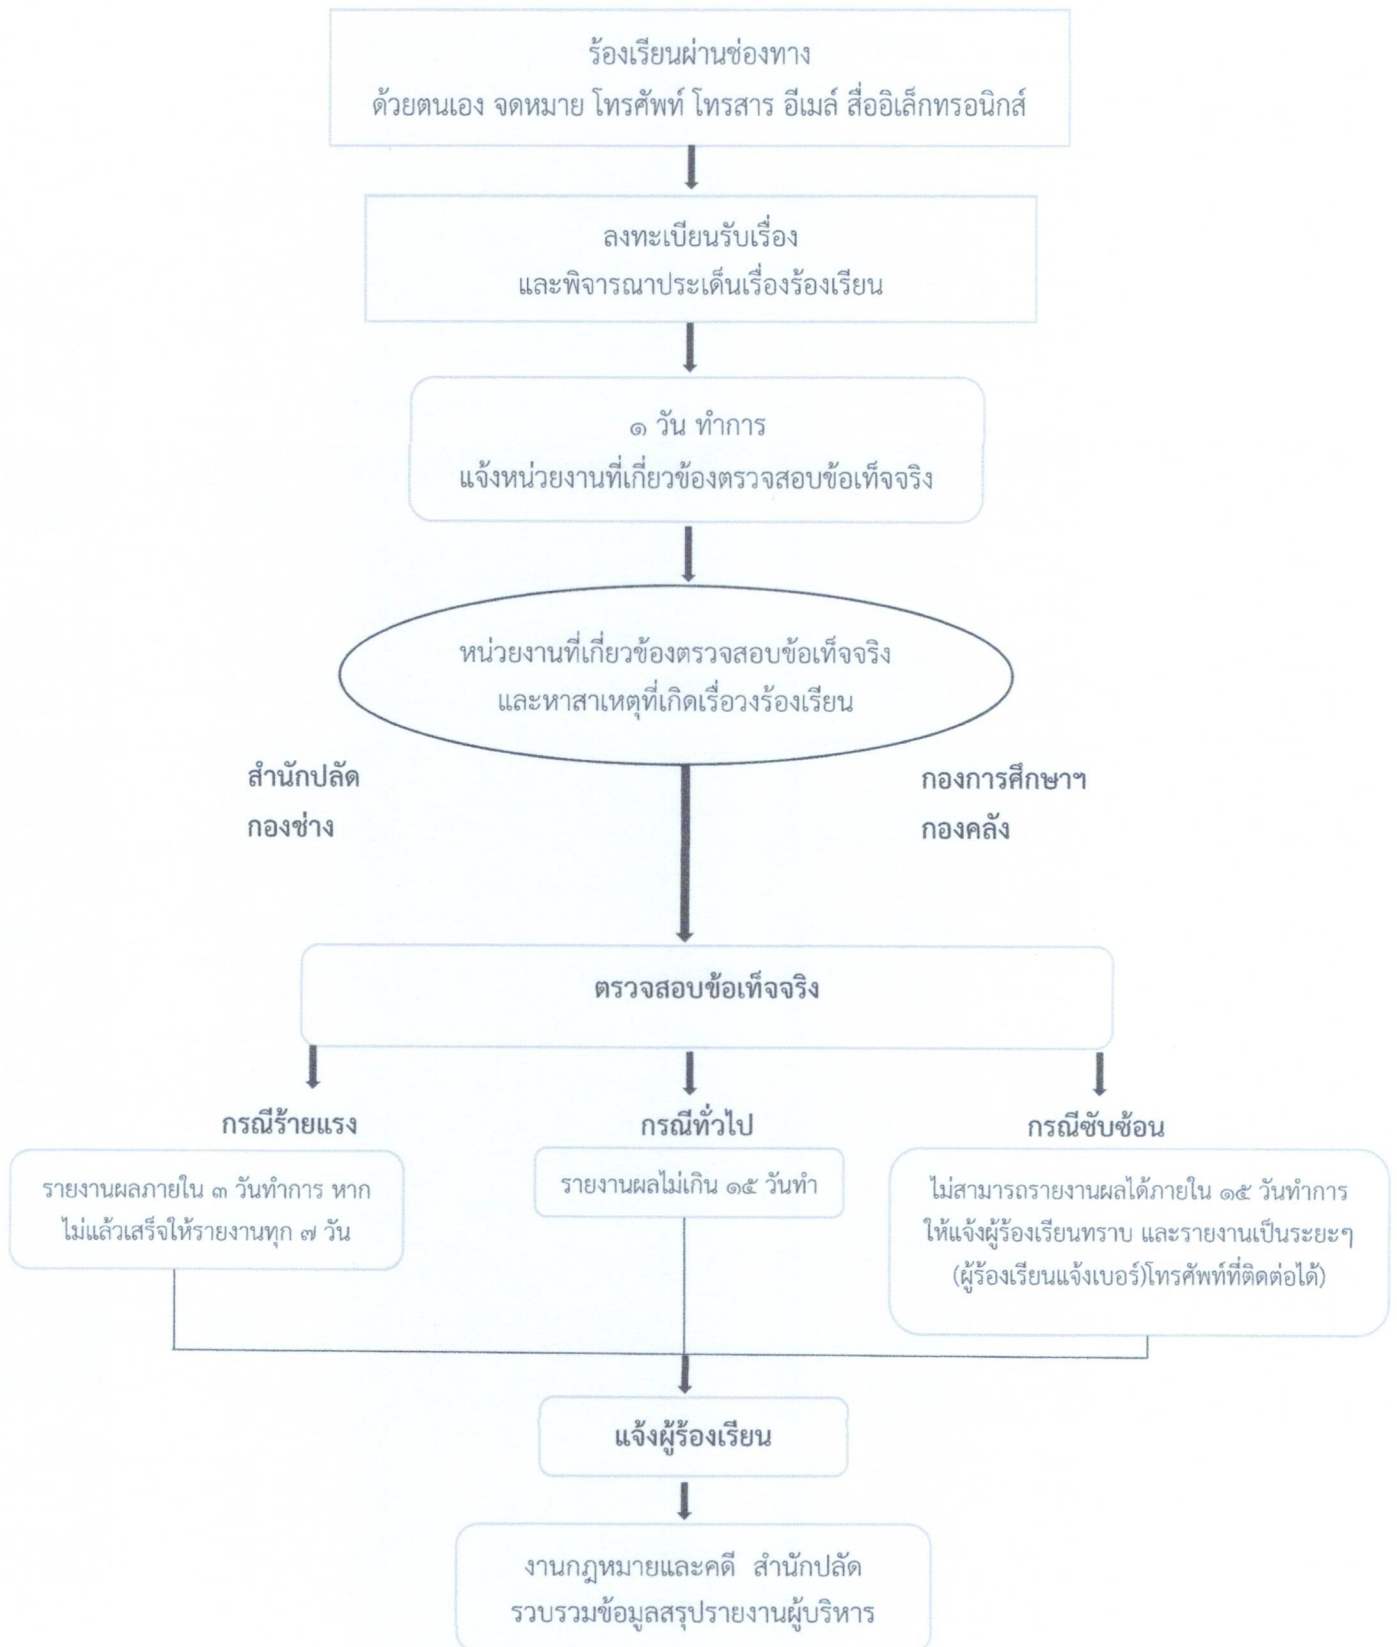 ร้องเรียนผ่านช่องทาง
ด้วยตนเอง จดหมาย โทรศัพท์ โทรสาร อีเมล์ สื่ออิเล็กทรอนิกส์
ลงทะเบียนรับเรื่อง
และพิจารณาประเด็นเรื่องร้องเรียน
๑ วัน ทำการ
แจ้งหน่วยงานที่เกี่ยวข้องตรวจสอบข้อเท็จจริง
หน่วยงานที่เกี่ยวข้องตรวจสอบข้อเท็จจริง
และหาสาเหตุที่เกิดเรื่อวงร้องเรียน
สำนักปลัด
กองช่าง
กองการศึกษาฯ
กองคลัง
ตรวจสอบข้อเท็จจริง
กรณีร้ายแรง
รายงานผลภายใน ๓ วันทำการ หาก
ไม่แล้วเสร็จให้รายงานทุก ๗ วัน
กรณีทั่วไป
รายงานผลไม่เกิน ๑๕ วันทำ
กรณีซับซ้อน
ไม่สามารถรายงานผลได้ภายใน ๑๕ วันทำการ
ให้แจ้งผู้ร้องเรียนทราบ และรายงานเป็นระยะๆ
(ผู้ร้องเรียนแจ้งเบอร์)โทรศัพท์ที่ติดต่อได้)
แจ้งผู้ร้องเรียน
งานกฎหมายและคดี สำนักปลัด
รวบรวมข้อมูลสรุปรายงานผู้บริหาร